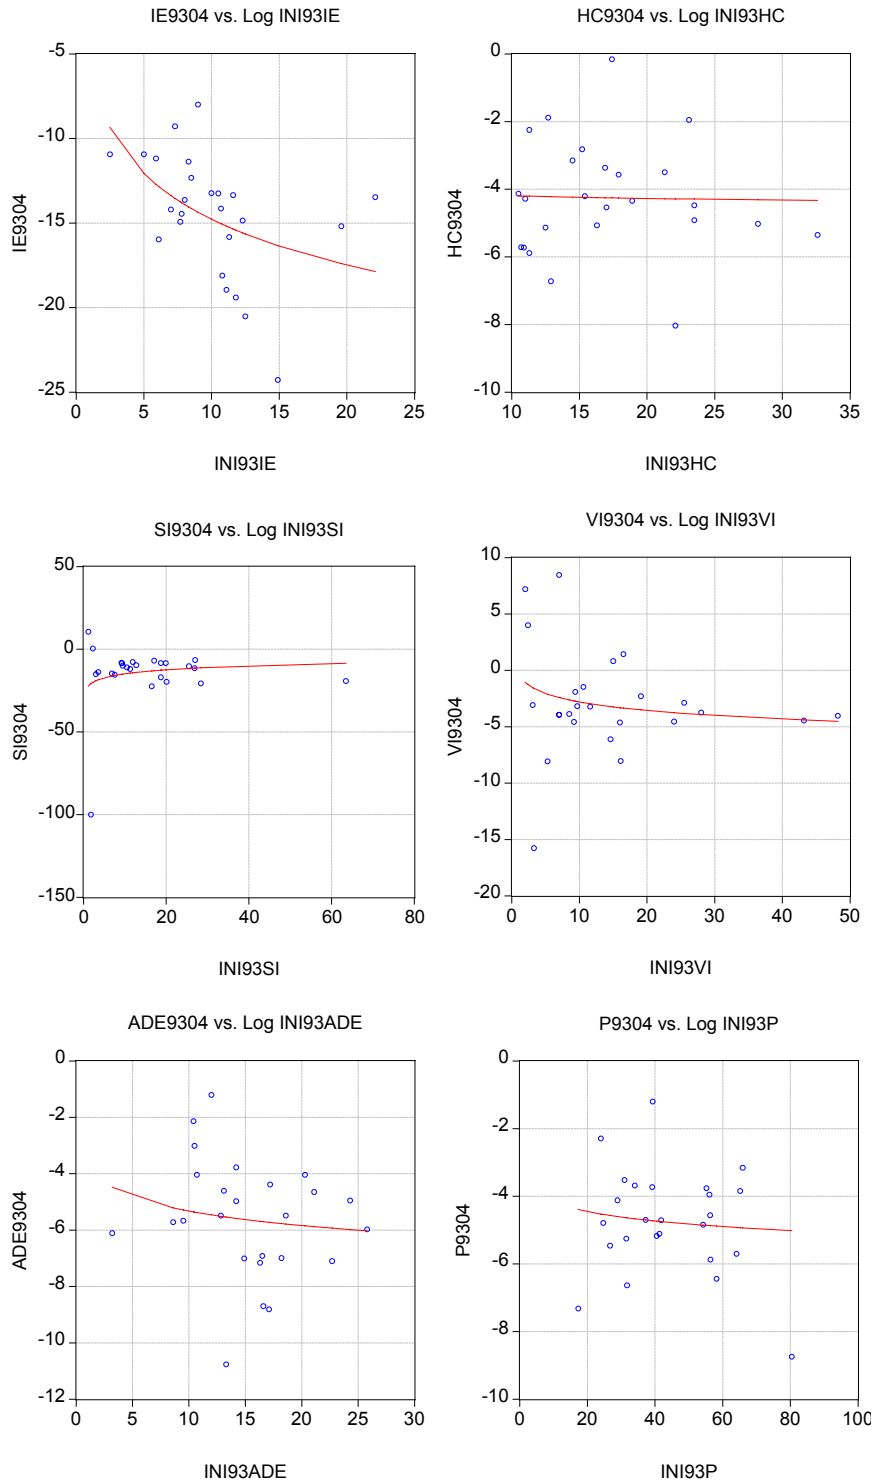 IE9304 vs. Log INI93IE
-5
-10
-15
-20
-25
IE9304
0 5 10 15 20 25
INI93IE
HC9304 vs. Log INI93HC
0
-2
-4
-6
-8
-10
HC9304
10 15 20 25 30 35
INI93HC
SI9304 vs. Log INI93SI
50
0
-50
-100
-150
SI9304
0 20 40 60 80
INI93SI
VI9304 vs. Log INI93VI
10
5
0
-5
-10
-15
-20
VI9304
0 10 20 30 40 50
INI93VI
ADE9304 vs. Log INI93ADE
0
-2
-4
-6
-8
-10
-12
ADE9304
0 5 10 15 20 25 30
INI93ADE
P9304 vs. Log INI93P
0
-2
-4
-6
-8
-10
P9304
0 20 40 60 80 100
INI93P